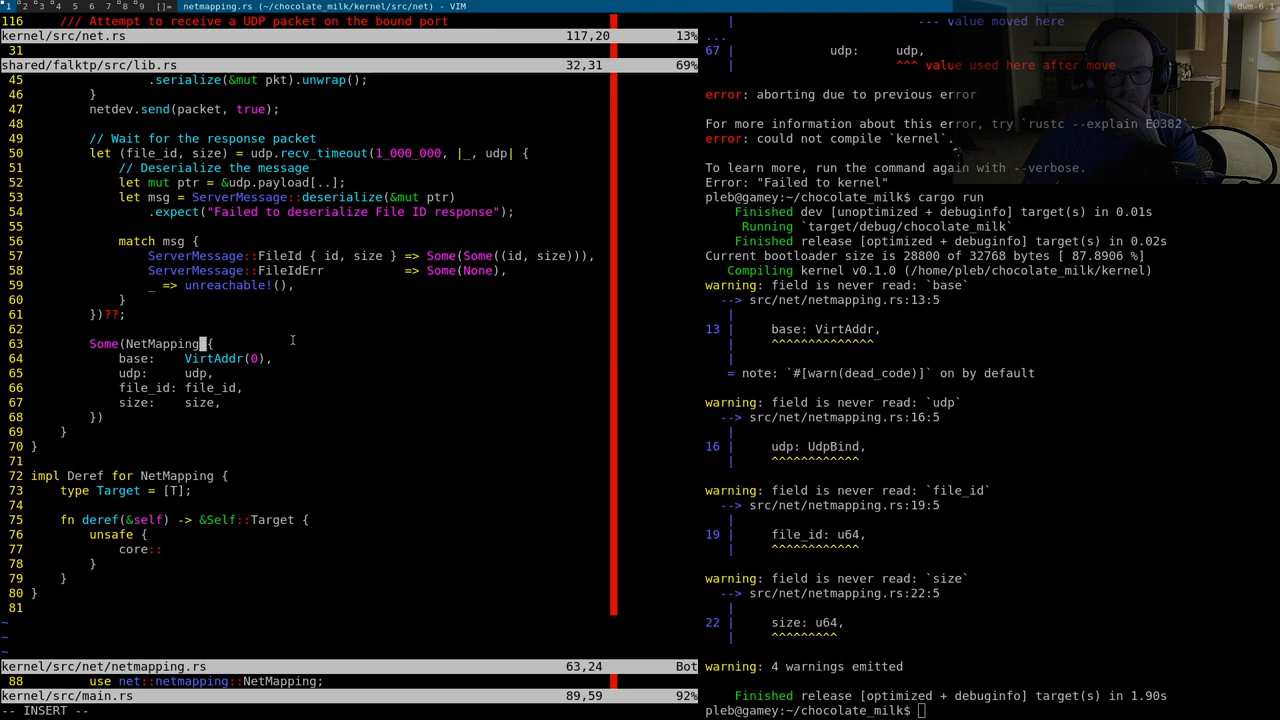 1 2 3 4 5 6 7 8 9 []= netmapping.rs (~/chocolate_milk/kernel/src/net) - VIM dwm-6.1
116     /// Attempt to receive a UDP packet on the bound port
kernel/src/net.rs 117,20 13%
31
shared/falktp/src/lib.rs 32,31 69%
45                 .serialize(&mut pkt).unwrap();
46         }
47         netdev.send(packet, true);
48
49         // Wait for the response packet
50         let (file_id, size) = udp.recv_timeout(1_000_000, |_, udp| {
51             // Deserialize the message
52             let mut ptr = &udp.payload[..];
53             let msg = ServerMessage::deserialize(&mut ptr)
54                 .expect("Failed to deserialize File ID response");
55
56             match msg {
57                 ServerMessage::FileId { id, size } => Some(Some((id, size))),
58                 ServerMessage::FileIdErr           => Some(None),
59                 _ => unreachable!(),
60             }
61         })??;
62
63         Some(NetMapping {
64             base:    VirtAddr(0),
65             udp:     udp,
66             file_id: file_id,
67             size:    size,
68         })
69     }
70 }
71
72 impl Deref for NetMapping {
73     type Target = [T];
74
75     fn deref(&self) -> &Self::Target {
76         unsafe {
77             core::
78         }
79     }
80 }
81
~
~
~
kernel/src/net/netmapping.rs 63,24 Bot
88         use net::netmapping::NetMapping;
kernel/src/main.rs 89,59 92%
-- INSERT --
   |                         --- value moved here
...
67 |             udp:     udp,
   |                      ^^^ value used here after move

error: aborting due to previous error

For more information about this error, try `rustc --explain E0382`.
error: could not compile `kernel`.

To learn more, run the command again with --verbose.
Error: "Failed to kernel"
pleb@gamey:~/chocolate_milk$ cargo run
    Finished dev [unoptimized + debuginfo] target(s) in 0.01s
     Running `target/debug/chocolate_milk`
    Finished release [optimized + debuginfo] target(s) in 0.02s
Current bootloader size is 28800 of 32768 bytes [ 87.8906 %]
   Compiling kernel v0.1.0 (/home/pleb/chocolate_milk/kernel)
warning: field is never read: `base`
  --> src/net/netmapping.rs:13:5
   |
13 |     base: VirtAddr,
   |     ^^^^^^^^^^^^^^
   |
   = note: `#[warn(dead_code)]` on by default

warning: field is never read: `udp`
  --> src/net/netmapping.rs:16:5
   |
16 |     udp: UdpBind,
   |     ^^^^^^^^^^^^

warning: field is never read: `file_id`
  --> src/net/netmapping.rs:19:5
   |
19 |     file_id: u64,
   |     ^^^^^^^^^^^^

warning: field is never read: `size`
  --> src/net/netmapping.rs:22:5
   |
22 |     size: u64,
   |     ^^^^^^^^^

warning: 4 warnings emitted

    Finished release [optimized + debuginfo] target(s) in 1.90s
pleb@gamey:~/chocolate_milk$